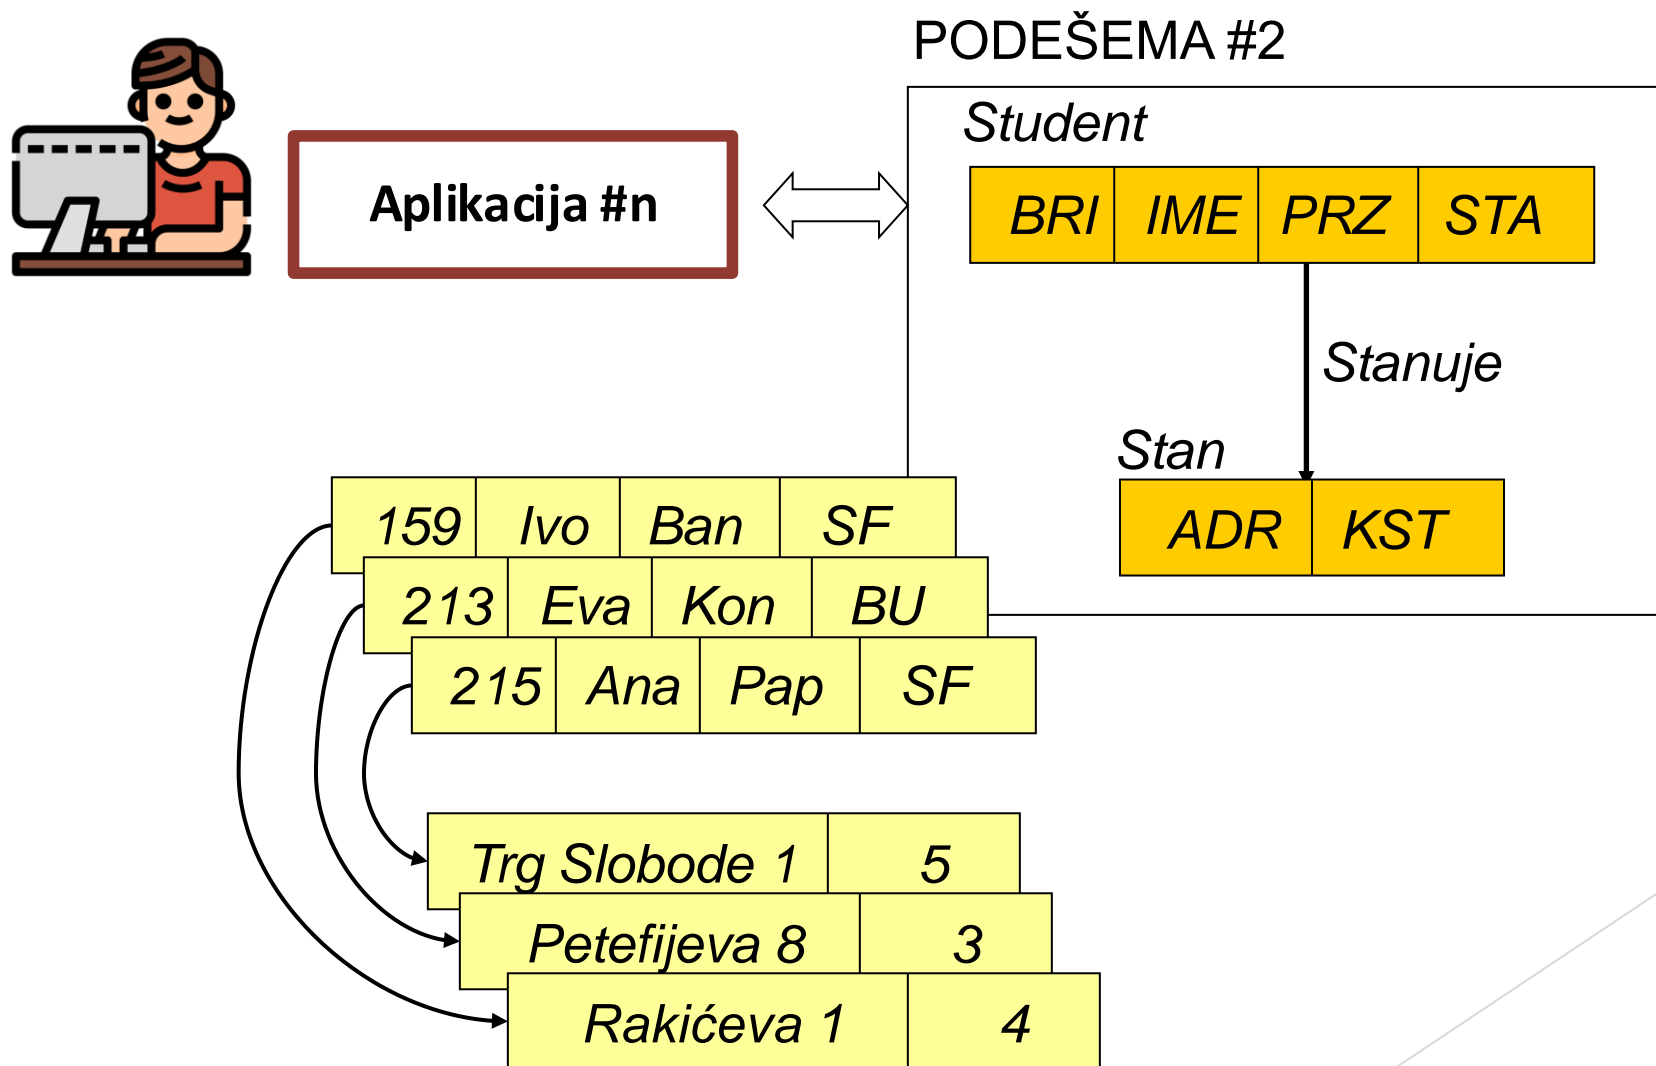 PODEŠEMA #2
Aplikacija #n
Student
BRI IME PRZ STA
Stanuje
Stan
ADR KST
159 Ivo Ban SF
213 Eva Kon BU
215 Ana Pap SF
Trg Slobode 1 5
Petefijeva 8 3
Rakićeva 1 4